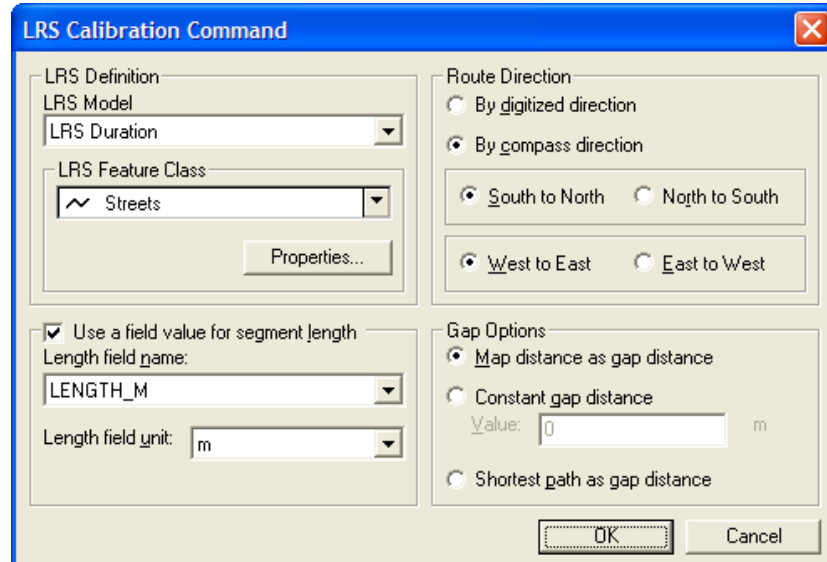 LRS Calibration Command
LRS Definition
LRS Model
LRS Duration
LRS Feature Class
Streets
Properties...
Use a field value for segment length
Length field name:
LENGTH_M
Length field unit: m
Route Direction
By digitized direction
By compass direction
South to North North to South
West to East East to West
Gap Options
Map distance as gap distance
Constant gap distance
Value: 0 m
Shortest path as gap distance
OK Cancel